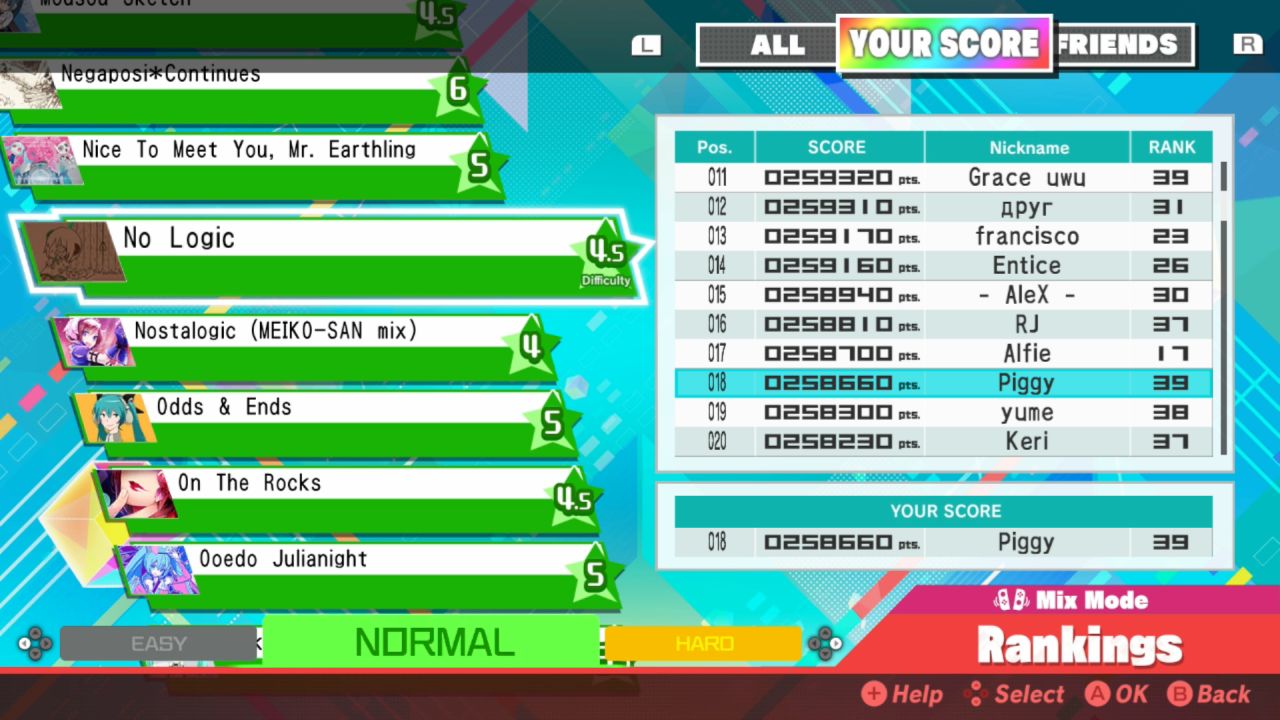 4.5
Negaposi*Continues 6
Nice To Meet You, Mr. Earthling 5
No Logic 4.5
Difficulty
Nostalogic (MEIKO-SAN mix) 4
Odds & Ends 5
On The Rocks 4.5
Ooedo Julianight 5
EASY NORMAL HARD
L ALL YOUR SCORE FRIENDS R
Pos. SCORE Nickname RANK
011 0259320 pts. Grace uwu 39
012 0259310 pts. друг 31
013 0259170 pts. francisco 23
014 0259160 pts. Entice 26
015 0258940 pts. - AleX - 30
016 0258810 pts. RJ 37
017 0258700 pts. Alfie 17
018 0258660 pts. Piggy 39
019 0258300 pts. yume 38
020 0258230 pts. Keri 37
YOUR SCORE
018 0258660 pts. Piggy 39
Mix Mode
Rankings
+ Help Select A OK B Back